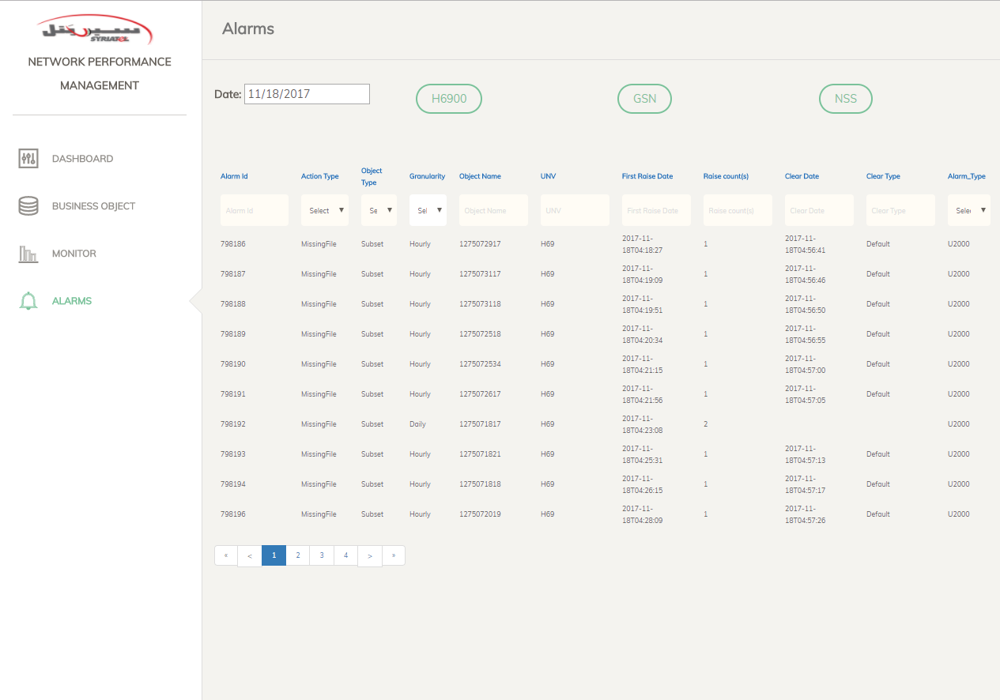 سيريتل
SYRIATEL
NETWORK PERFORMANCE
MANAGEMENT
DASHBOARD
BUSINESS OBJECT
MONITOR
ALARMS
Alarms
Date: 11/18/2017 H6900 GSN NSS
Alarm Id Action Type Object Type Granularity Object Name UNV First Raise Date Raise count(s) Clear Date Clear Type Alarm_Type
Alarm Id Select ▼ Se ▼ Sel ▼ Object Name UNV First Raise Date Raise count(s) Clear Date Clear Type Selec ▼
798186 MissingFile Subset Hourly 1275072917 H69 2017-11-18T04:18:27 1 2017-11-18T04:56:41 Default U2000
798187 MissingFile Subset Hourly 1275073117 H69 2017-11-18T04:19:09 1 2017-11-18T04:56:46 Default U2000
798188 MissingFile Subset Hourly 1275073118 H69 2017-11-18T04:19:51 1 2017-11-18T04:56:50 Default U2000
798189 MissingFile Subset Hourly 1275072518 H69 2017-11-18T04:20:34 1 2017-11-18T04:56:55 Default U2000
798190 MissingFile Subset Hourly 1275072534 H69 2017-11-18T04:21:15 1 2017-11-18T04:57:00 Default U2000
798191 MissingFile Subset Hourly 1275072617 H69 2017-11-18T04:21:56 1 2017-11-18T04:57:05 Default U2000
798192 MissingFile Subset Daily 1275071817 H69 2017-11-18T04:23:08 2 U2000
798193 MissingFile Subset Hourly 1275071821 H69 2017-11-18T04:25:31 1 2017-11-18T04:57:13 Default U2000
798194 MissingFile Subset Hourly 1275071818 H69 2017-11-18T04:26:15 1 2017-11-18T04:57:17 Default U2000
798196 MissingFile Subset Hourly 1275072019 H69 2017-11-18T04:28:09 1 2017-11-18T04:57:26 Default U2000
« < 1 2 3 4 > »